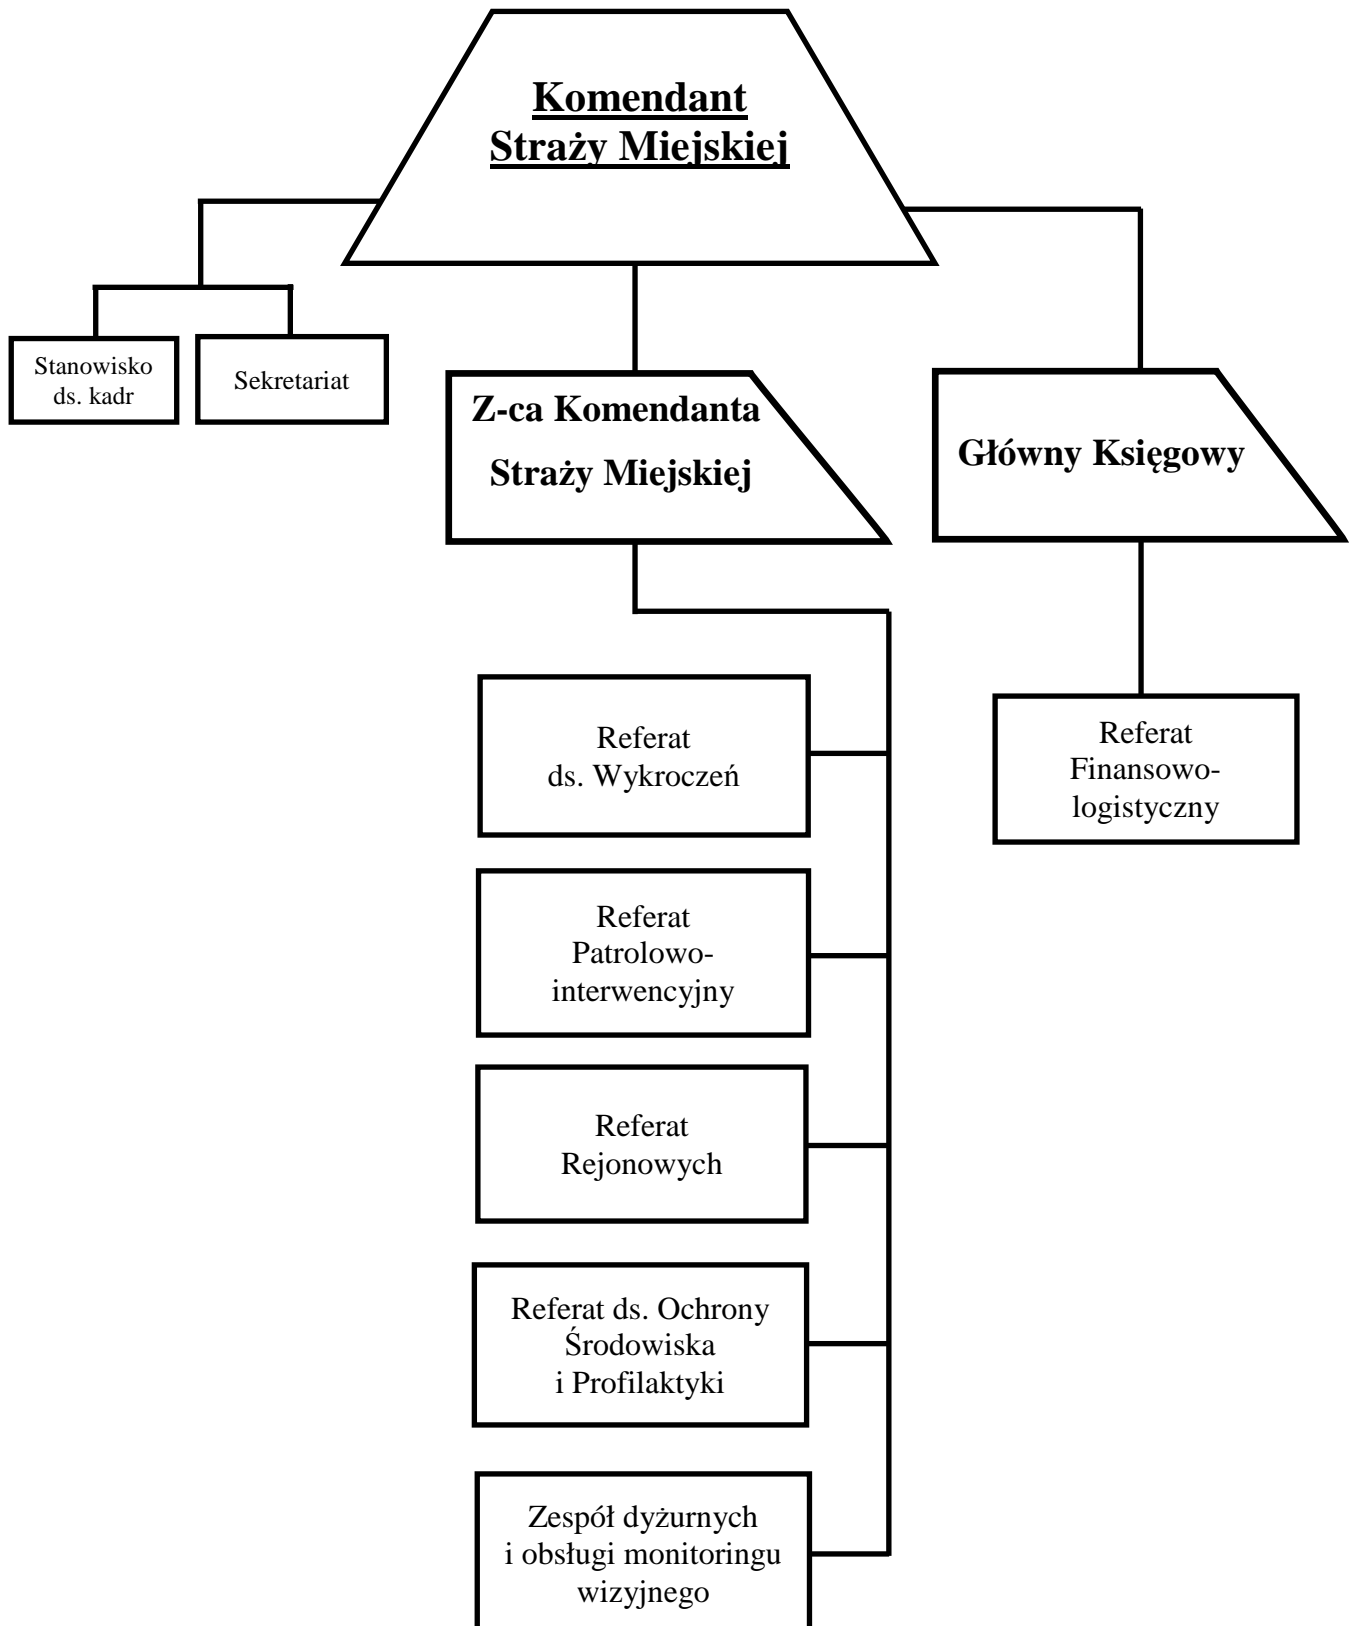 Komendant
Straży Miejskiej
Stanowisko
ds. kadr
Sekretariat
Z-ca Komendanta
Straży Miejskiej
Główny Księgowy
Referat
ds. Wykroczeń
Referat
Finansowo-
logistyczny
Referat
Patrolowo-
interwencyjny
Referat
Rejonowych
Referat ds. Ochrony
Środowiska
i Profilaktyki
Zespół dyżurnych
i obsługi monitoringu
wizyjnego